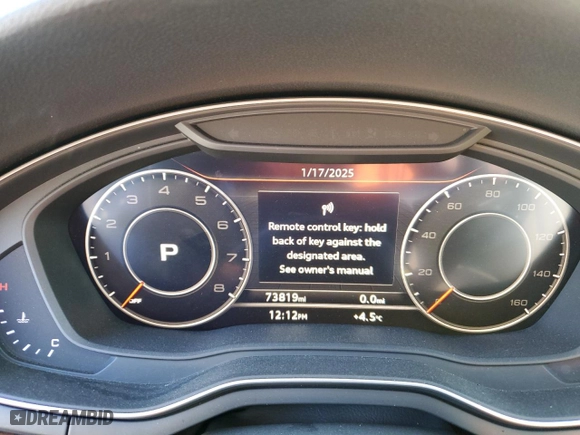 1/17/2025
Remote control key: hold
back of key against the
designated area.
See owner's manual
73819mi
0.0mi
12:12PM
+4.5°C
1
2
3
4
5
6
7
8
P
OFF
20
40
60
80
100
120
140
160
H
C
DREAMBID